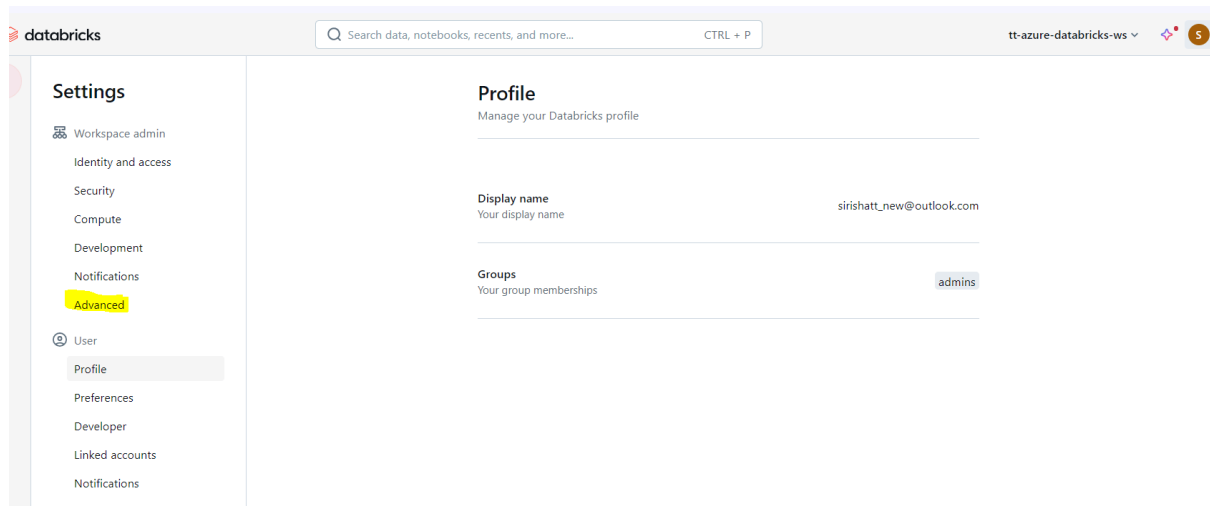 databricks
Search data, notebooks, recents, and more...
CTRL + P
tt-azure-databricks-ws
S
Settings
Workspace admin
Identity and access
Security
Compute
Development
Notifications
Advanced
User
Profile
Preferences
Developer
Linked accounts
Notifications
Profile
Manage your Databricks profile
Display name
Your display name
sirishatt_new@outlook.com
Groups
Your group memberships
admins